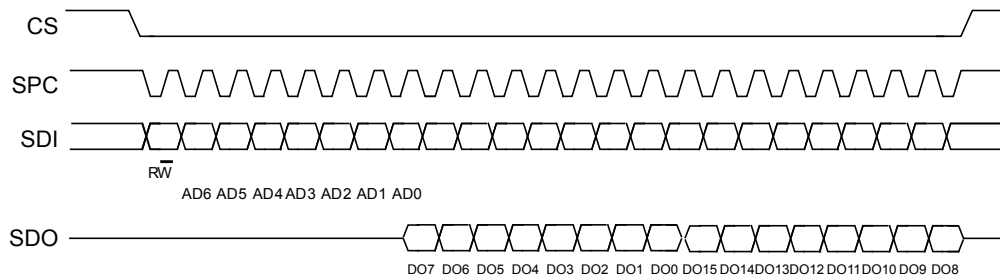 CS
SPC
SDI
RW
AD6 AD5 AD4 AD3 AD2 AD1 AD0
SDO
DO7 DO6 DO5 DO4 DO3 DO2 DO1 DO0 DO15 DO14 DO13 DO12 DO11 DO10 DO9 DO8